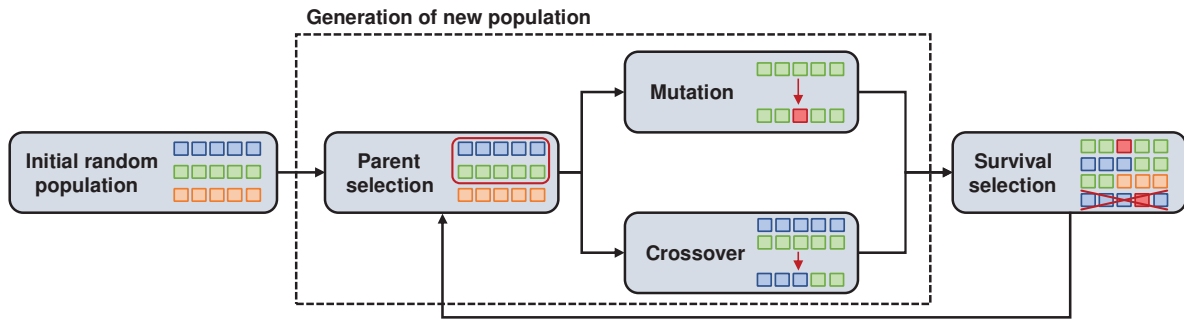 Generation of new population
Initial random
population
Parent
selection
Mutation
Crossover
Survival
selection